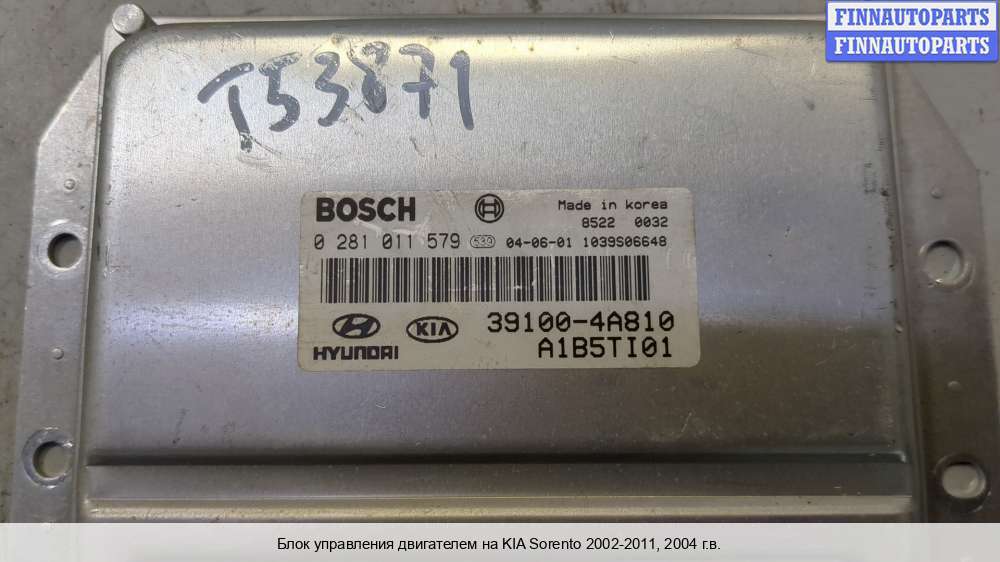 FINNAUTOPARTS
FINNAUTOPARTS
T53871
BOSCH Made in korea
8522 0032
0 281 011 579 539 04-06-01 1039S06648
HYUNDAI KIA 39100-4A810
A1B5TI01
Блок управления двигателем на KIA Sorento 2002-2011, 2004 г.в.